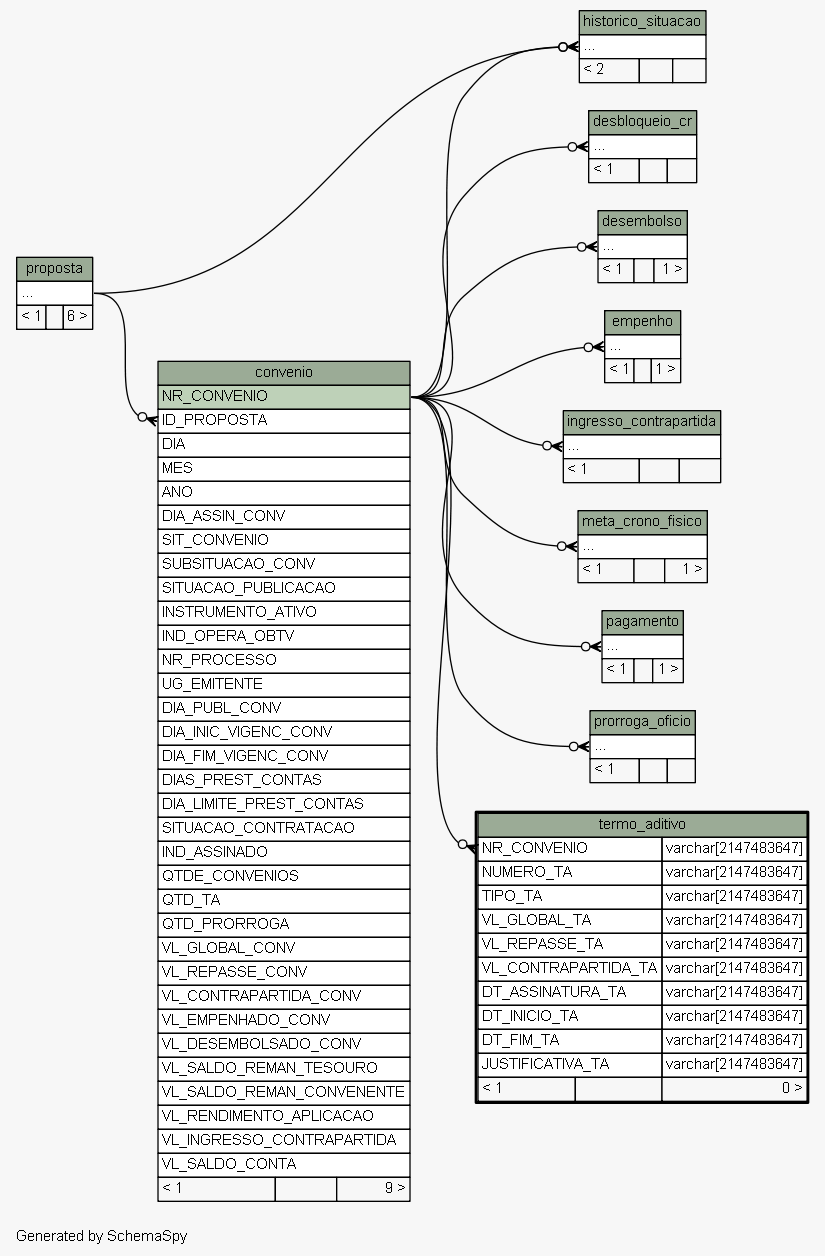 historico_situacao
...
< 2
desbloqueio_cr
...
< 1
desembolso
...
< 1 1 >
proposta
...
< 1 6 >
empenho
...
< 1 1 >
convenio
NR_CONVENIO
ID_PROPOSTA
DIA
MES
ANO
DIA_ASSIN_CONV
SIT_CONVENIO
SUBSITUACAO_CONV
SITUACAO_PUBLICACAO
INSTRUMENTO_ATIVO
IND_OPERA_OBTV
NR_PROCESSO
UG_EMITENTE
DIA_PUBL_CONV
DIA_INIC_VIGENC_CONV
DIA_FIM_VIGENC_CONV
DIAS_PREST_CONTAS
DIA_LIMITE_PREST_CONTAS
SITUACAO_CONTRATACAO
IND_ASSINADO
QTDE_CONVENIOS
QTD_TA
QTD_PRORROGA
VL_GLOBAL_CONV
VL_REPASSE_CONV
VL_CONTRAPARTIDA_CONV
VL_EMPENHADO_CONV
VL_DESEMBOLSADO_CONV
VL_SALDO_REMAN_TESOURO
VL_SALDO_REMAN_CONVENENTE
VL_RENDIMENTO_APLICACAO
VL_INGRESSO_CONTRAPARTIDA
VL_SALDO_CONTA
< 1 9 >
ingresso_contrapartida
...
< 1
meta_crono_fisico
...
< 1 1 >
pagamento
...
< 1 1 >
prorroga_oficio
...
< 1
termo_aditivo
NR_CONVENIO varchar[2147483647]
NUMERO_TA varchar[2147483647]
TIPO_TA varchar[2147483647]
VL_GLOBAL_TA varchar[2147483647]
VL_REPASSE_TA varchar[2147483647]
VL_CONTRAPARTIDA_TA varchar[2147483647]
DT_ASSINATURA_TA varchar[2147483647]
DT_INICIO_TA varchar[2147483647]
DT_FIM_TA varchar[2147483647]
JUSTIFICATIVA_TA varchar[2147483647]
< 1 0 >
Generated by SchemaSpy